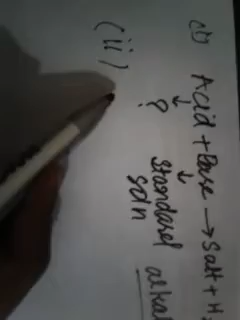 (b) Acid + Base → Salt + H
↓ ↓
? Standard alkal
soln
(ii)